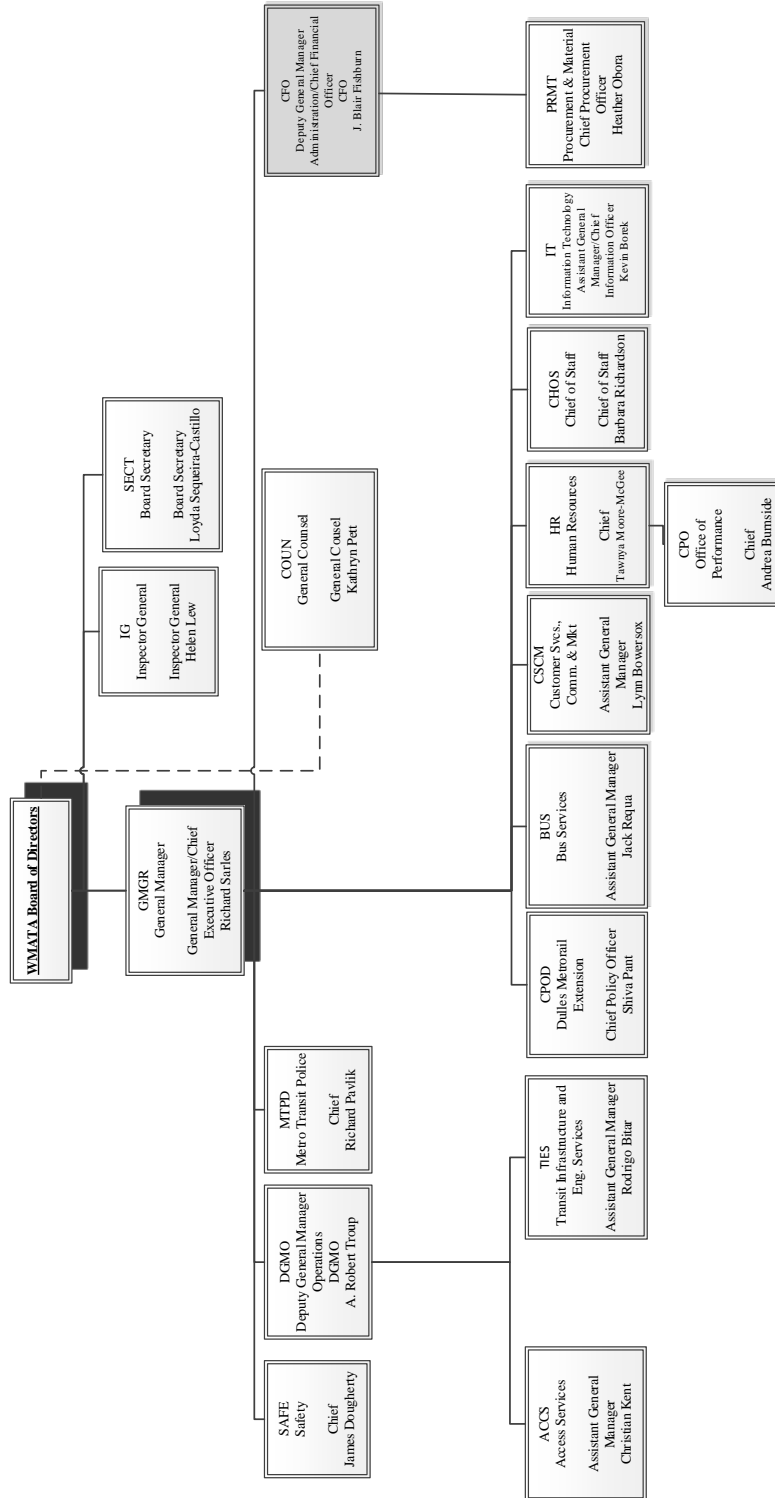 WMATA Board of Directors
IG
Inspector General
Inspector General
Helen Lew
SECT
Board Secretary
Board Secretary
Loyda Sequeira-Castillo
GMGR
General Manager
General Manager/Chief
Executive Officer
Richard Sarles
SAFE
Safety
Chief
James Dougherty
DGMO
Deputy General Manager
Operations
DGMO
A. Robert Troup
MTPD
Metro Transit Police
Chief
Richard Pavlik
COUN
General Counsel
General Cousel
Kathryn Pett
CFO
Deputy General Manager
Administration/Chief Financial
Officer
CFO
J. Blair Fishburn
ACCS
Access Services
Assistant General
Manager
Christian Kent
TIES
Transit Infrastructure and
Eng. Services
Assistant General Manager
Rodrigo Bitar
CPOD
Dulles Metrorail
Extension
Chief Policy Officer
Shiva Pant
BUS
Bus Services
Assistant General Manager
Jack Requa
CSCM
Customer Svcs.,
Comm. & Mkt
Assistant General
Manager
Lynn Bowersox
HR
Human Resources
Chief
Tawnya Moore-McGee
CHOS
Chief of Staff
Chief of Staff
Barbara Richardson
IT
Information Technology
Assistant General
Manager/Chief
Information Officer
Kevin Borek
PRMT
Procurement & Material
Chief Procurement
Officer
Heather Obora
CPO
Office of
Performance
Chief
Andrea Burnside